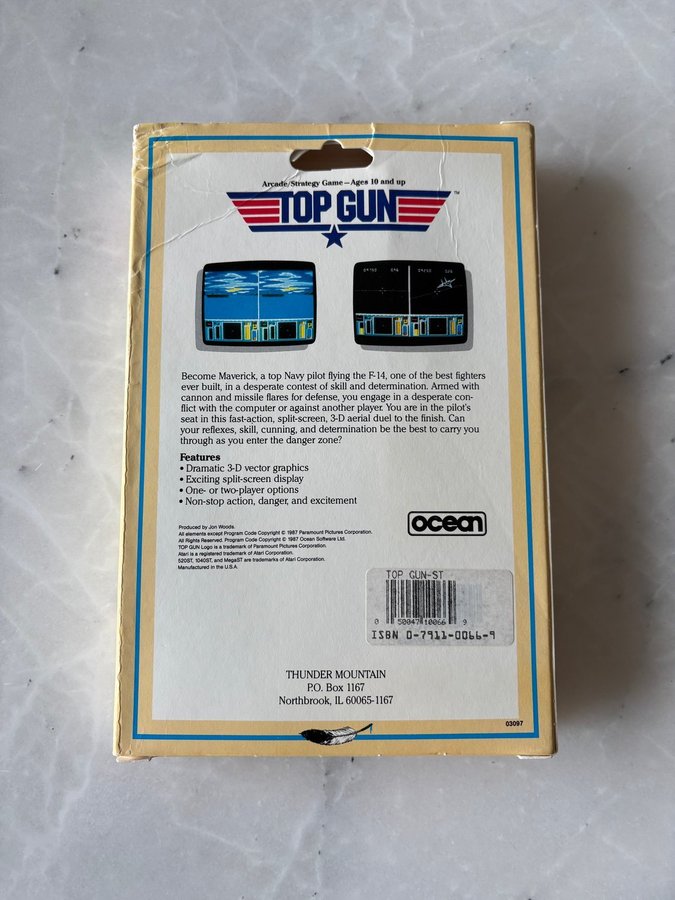 Arcade/Strategy Game—Ages 10 and up
TOP GUN™
Become Maverick, a top Navy pilot flying the F-14, one of the best fighters
ever built, in a desperate contest of skill and determination. Armed with
cannon and missile flares for defense, you engage in a desperate con-
flict with the computer or against another player. You are in the pilot's
seat in this fast-action, split-screen, 3-D aerial duel to the finish. Can
your reflexes, skill, cunning, and determination be the best to carry you
through as you enter the danger zone?
Features
• Dramatic 3-D vector graphics
• Exciting split-screen display
• One- or two-player options
• Non-stop action, danger, and excitement
Produced by Jon Woods.
All elements except Program Code Copyright © 1987 Paramount Pictures Corporation.
All Rights Reserved. Program Code Copyright © 1987 Ocean Software Ltd.
TOP GUN Logo is a trademark of Paramount Pictures Corporation.
Atari is a registered trademark of Atari Corporation.
520ST, 1040ST, and MegaST are trademarks of Atari Corporation.
Manufactured in the U.S.A.
ocean
TOP GUN-ST
0 50047 10066 9
ISBN 0-7911-0066-9
THUNDER MOUNTAIN
P.O. Box 1167
Northbrook, IL 60065-1167
03097